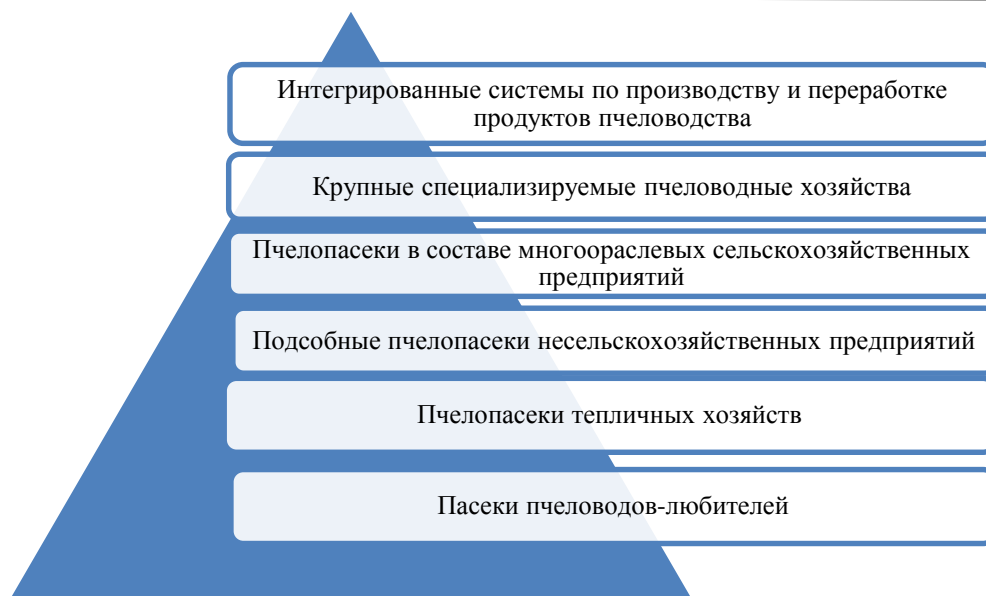 Интегрированные системы по производству и переработке
продуктов пчеловодства
Крупные специализируемые пчеловодные хозяйства
Пчелопасеки в составе многоораслевых сельскохозяйственных
предприятий
Подсобные пчелопасеки несельскохозяйственных предприятий
Пчелопасеки тепличных хозяйств
Пасеки пчеловодов-любителей